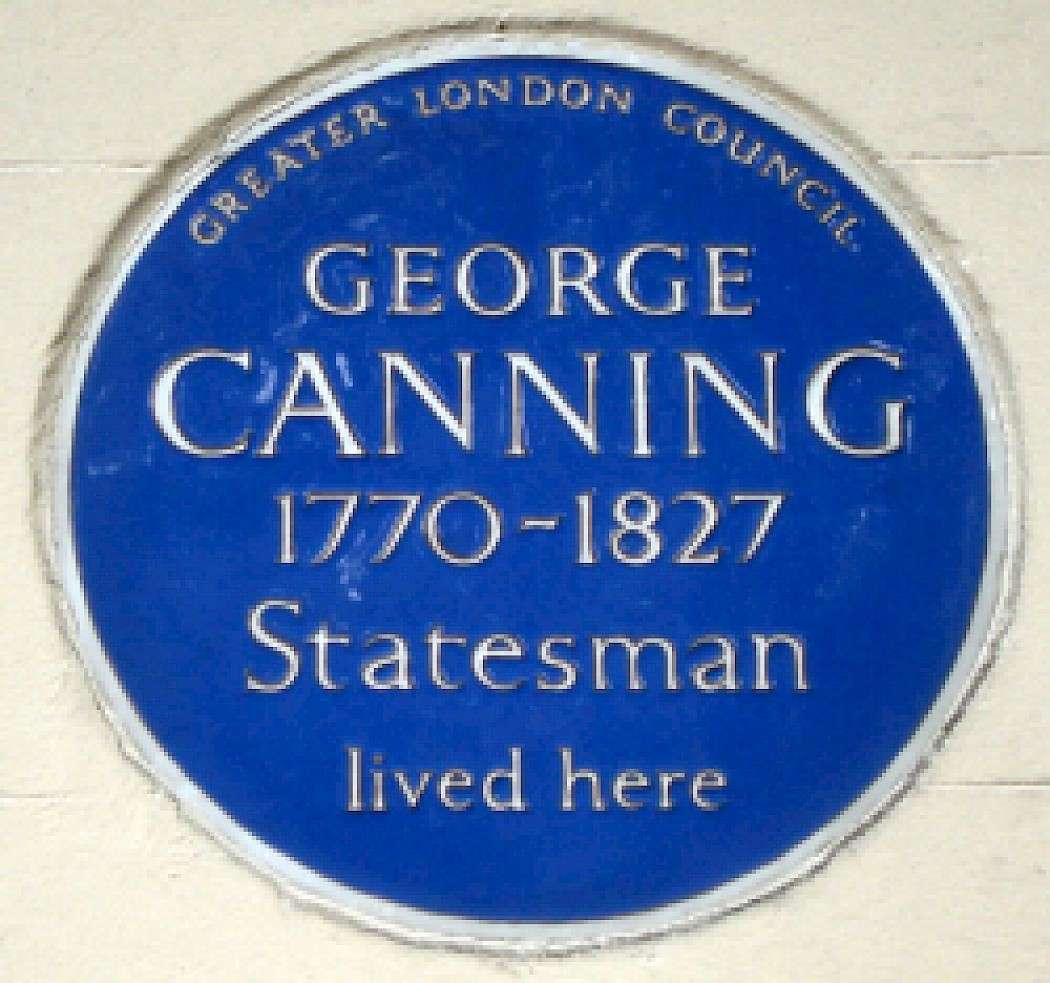 GREATER LONDON COUNCIL
GEORGE
CANNING
1770-1827
Statesman
lived here